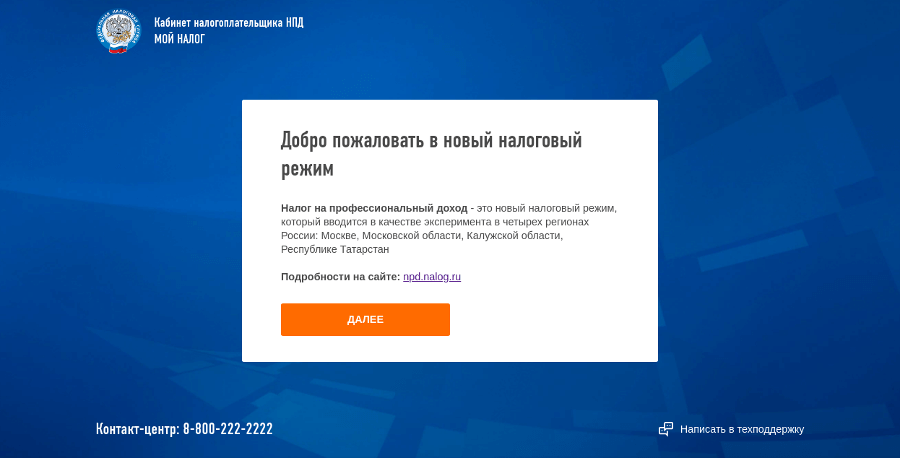 Кабинет налогоплательщика НПД
МОЙ НАЛОГ
Добро пожаловать в новый налоговый
режим
Налог на профессиональный доход - это новый налоговый режим,
который вводится в качестве эксперимента в четырех регионах
России: Москве, Московской области, Калужской области,
Республике Татарстан
Подробности на сайте: npd.nalog.ru
ДАЛЕЕ
Контакт-центр: 8-800-222-2222
Написать в техподдержку